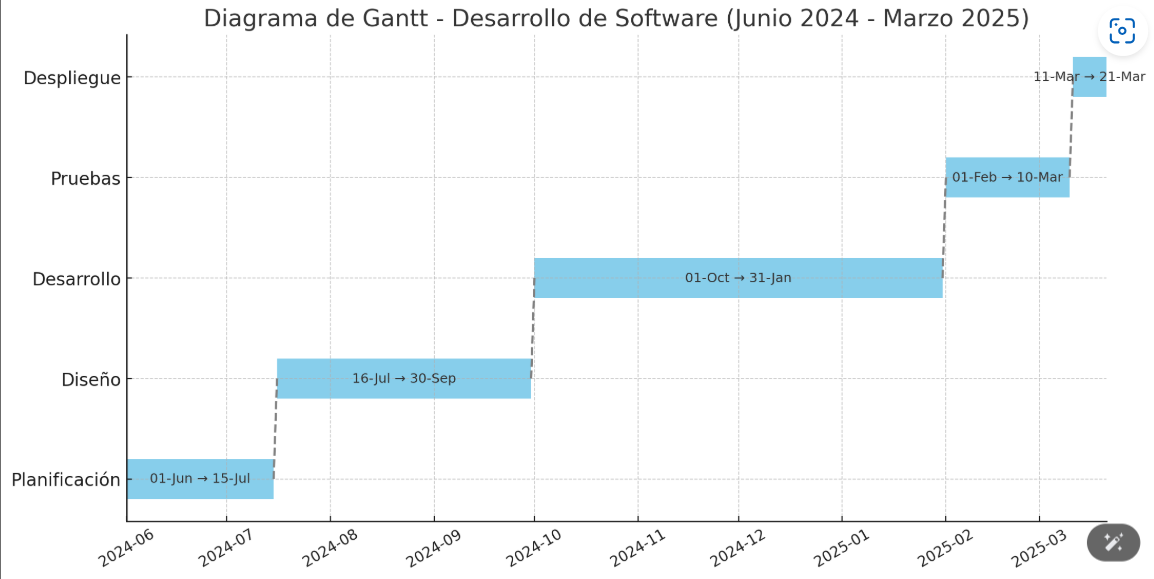 Diagrama de Gantt - Desarrollo de Software (Junio 2024 - Marzo 2025)
Despliegue
11-Mar → 21-Mar
Pruebas
01-Feb → 10-Mar
Desarrollo
01-Oct → 31-Jan
Diseño
16-Jul → 30-Sep
Planificación
01-Jun → 15-Jul
2024-06
2024-07
2024-08
2024-09
2024-10
2024-11
2024-12
2025-01
2025-02
2025-03